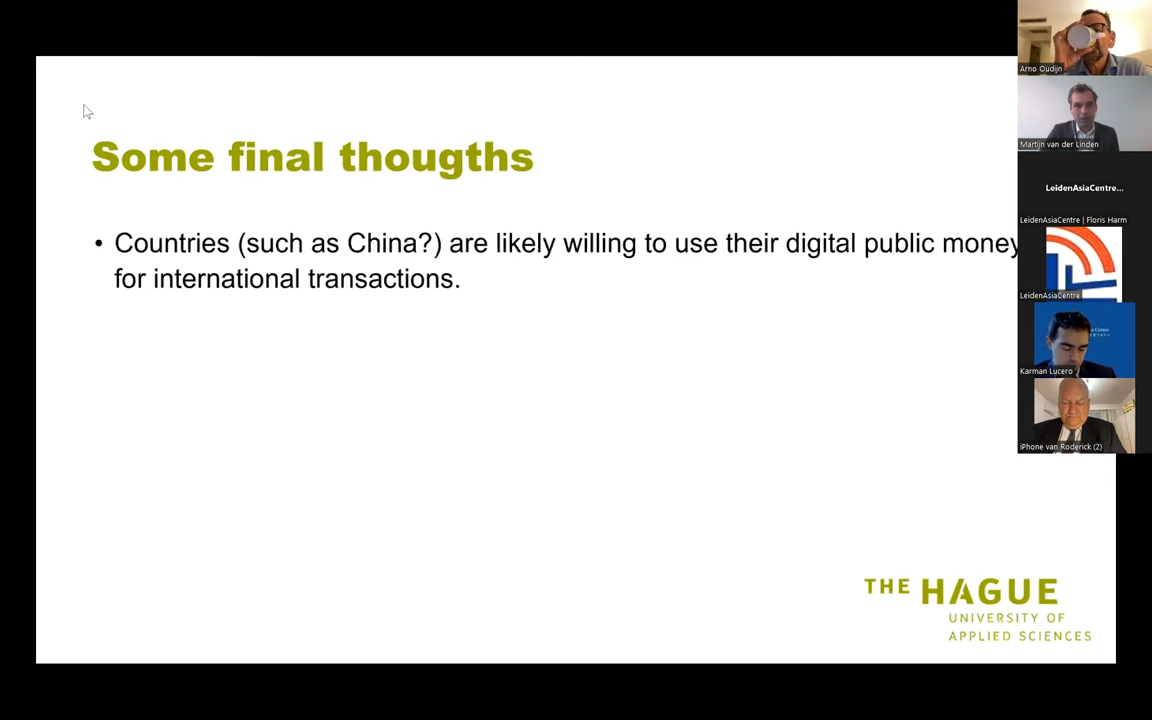 Some final thougths
• Countries (such as China?) are likely willing to use their digital public money
for international transactions.
THE HAGUE
UNIVERSITY OF
APPLIED SCIENCES
Arno Oudijn
Martijn van der Linden
LeidenAsiaCentre...
LeidenAsiaCentre | Floris Harm
LeidenAsiaCentre
Karman Lucero
iPhone van Roderick (2)